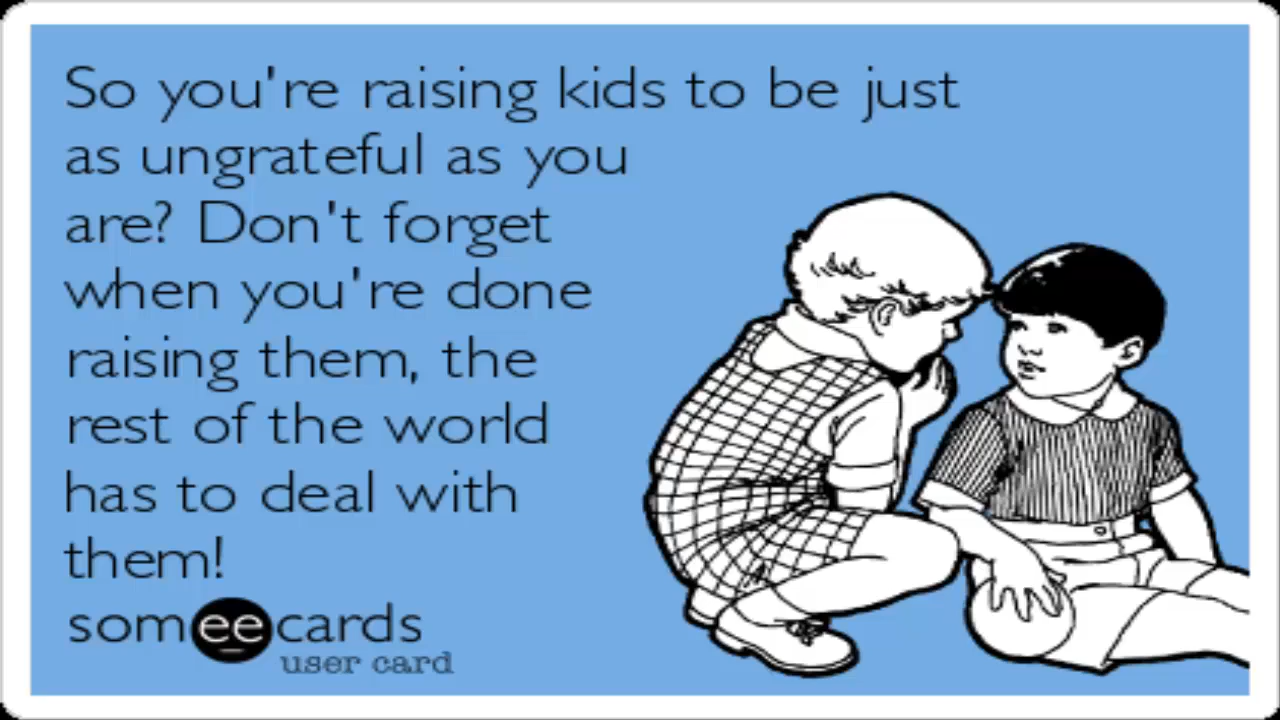 So you're raising kids to be just
as ungrateful as you
are? Don't forget
when you're done
raising them, the
rest of the world
has to deal with
them!
someecards
user card